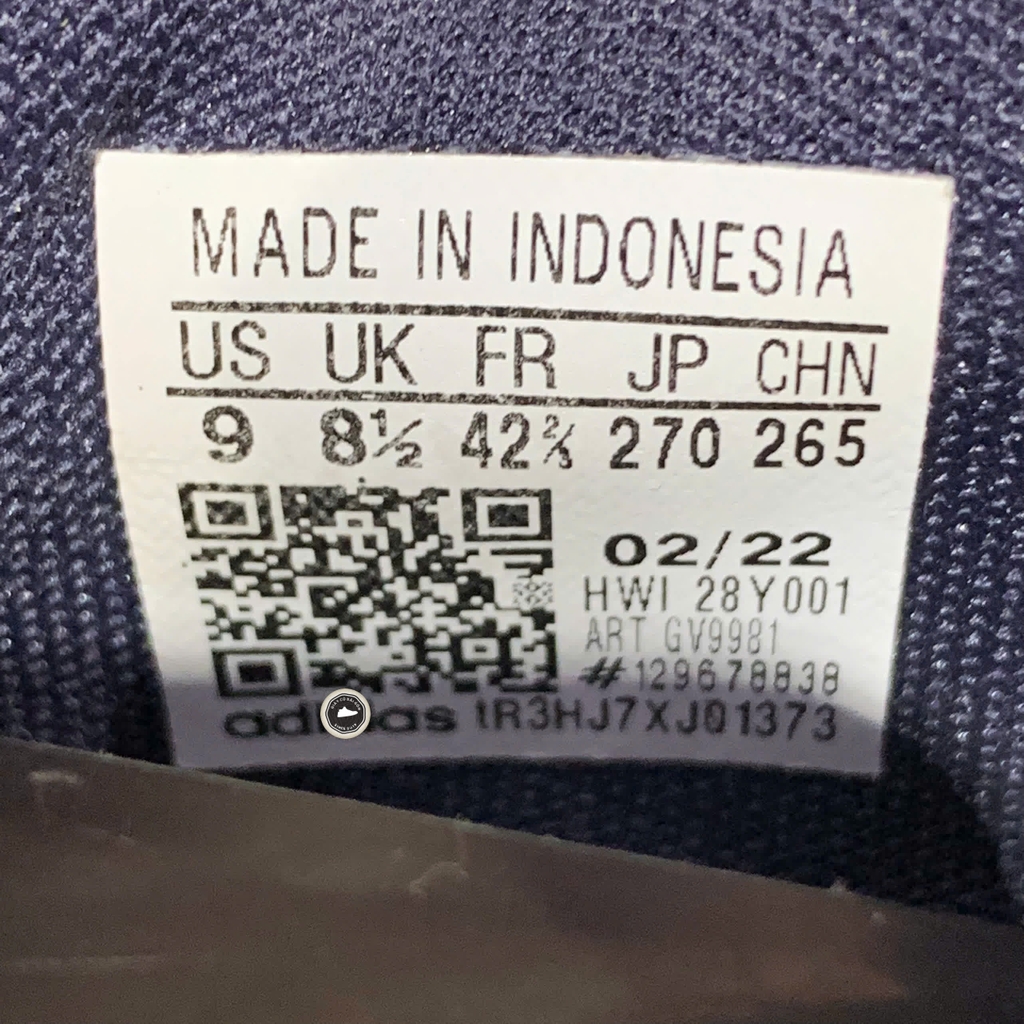 MADE IN INDONESIA
US UK FR JP CHN
9 8½ 42⅔ 270 265
02/22
HWI 28Y001
ART GV9981
#129678838
adidas 1R3HJ7XJ01373